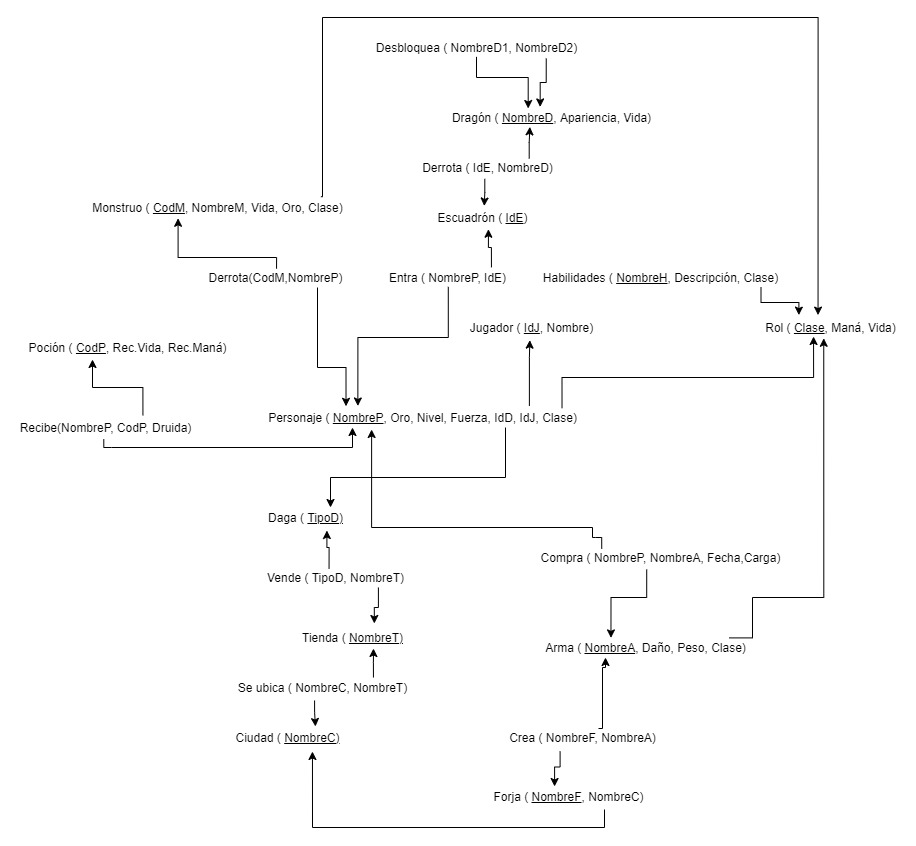 Desbloquea ( NombreD1, NombreD2)
Dragón ( NombreD, Apariencia, Vida)
Derrota ( IdE, NombreD)
Monstruo ( CodM, NombreM, Vida, Oro, Clase)
Escuadrón ( IdE)
Derrota(CodM,NombreP)
Entra ( NombreP, IdE)
Habilidades ( NombreH, Descripción, Clase)
Jugador ( IdJ, Nombre)
Rol ( Clase, Maná, Vida)
Poción ( CodP, Rec.Vida, Rec.Maná)
Personaje ( NombreP, Oro, Nivel, Fuerza, IdD, IdJ, Clase)
Recibe(NombreP, CodP, Druida)
Daga ( TipoD)
Compra ( NombreP, NombreA, Fecha,Carga)
Vende ( TipoD, NombreT)
Tienda ( NombreT)
Arma ( NombreA, Daño, Peso, Clase)
Se ubica ( NombreC, NombreT)
Ciudad ( NombreC)
Crea ( NombreF, NombreA)
Forja ( NombreF, NombreC)